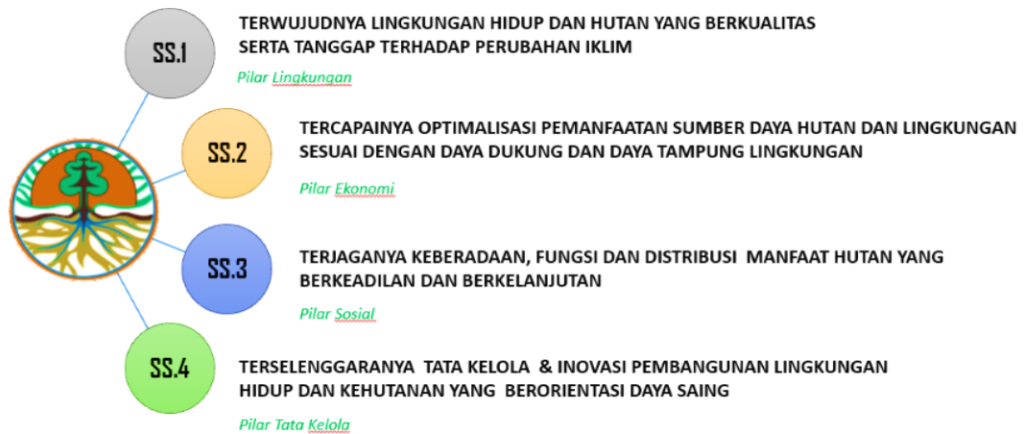 SS.1
TERWUJUDNYA LINGKUNGAN HIDUP DAN HUTAN YANG BERKUALITAS
SERTA TANGGAP TERHADAP PERUBAHAN IKLIM
Pilar Lingkungan
SS.2
TERCAPAINYA OPTIMALISASI PEMANFAATAN SUMBER DAYA HUTAN DAN LINGKUNGAN
SESUAI DENGAN DAYA DUKUNG DAN DAYA TAMPUNG LINGKUNGAN
Pilar Ekonomi
SS.3
TERJAGANYA KEBERADAAN, FUNGSI DAN DISTRIBUSI MANFAAT HUTAN YANG
BERKEADILAN DAN BERKELANJUTAN
Pilar Sosial
SS.4
TERSELENGGARANYA TATA KELOLA & INOVASI PEMBANGUNAN LINGKUNGAN
HIDUP DAN KEHUTANAN YANG BERORIENTASI DAYA SAING
Pilar Tata Kelola